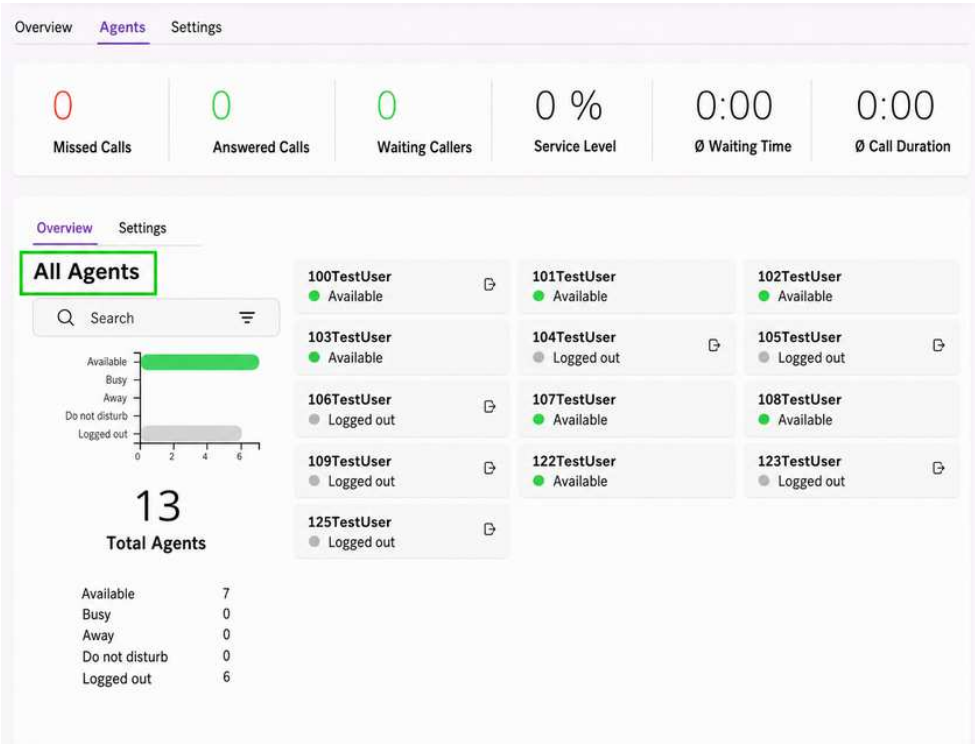 Overview Agents Settings
0 0 0 0 % 0:00 0:00
Missed Calls Answered Calls Waiting Callers Service Level Ø Waiting Time Ø Call Duration
Overview Settings
All Agents
Search
Available
Busy
Away
Do not disturb
Logged out
0 2 4 6
13
Total Agents
Available 7
Busy 0
Away 0
Do not disturb 0
Logged out 6
100TestUser 101TestUser 102TestUser
Available Available Available
103TestUser 104TestUser 105TestUser
Available Logged out Logged out
106TestUser 107TestUser 108TestUser
Logged out Available Available
109TestUser 122TestUser 123TestUser
Logged out Available Logged out
125TestUser
Logged out